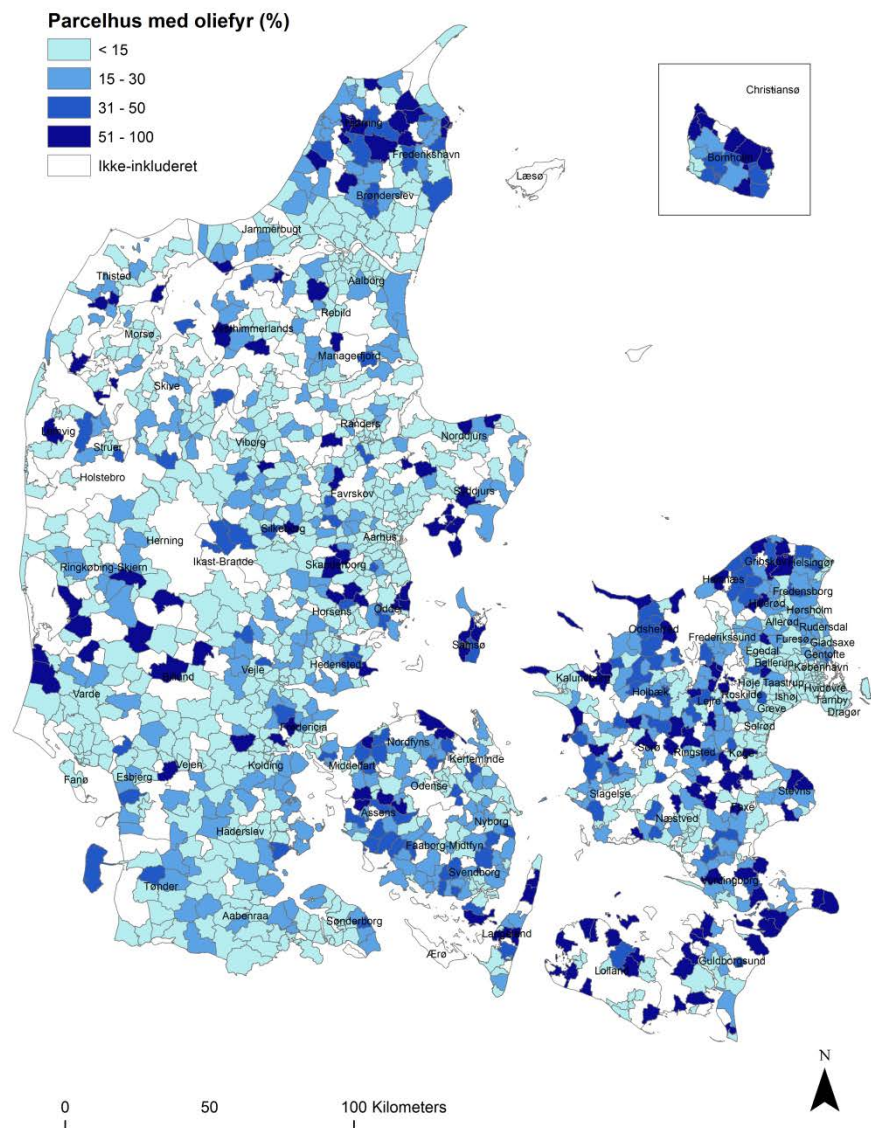 Parcelhus med oliefyr (%)
< 15
15 - 30
31 - 50
51 - 100
Ikke-inkluderet
Christiansø
Bornholm
Hjørring
Frederikshavn
Læsø
Brønderslev
Jammerbugt
Thisted
Aalborg
Rebild
Vesthimmerlands
Morsø
Mariagerfjord
Skive
Lemvig
Struer
Randers
Norddjurs
Viborg
Holstebro
Favrskov
Syddjurs
Silkeborg
Herning
Aarhus
Ikast-Brande
Skanderborg
Ringkøbing-Skjern
Horsens
Odder
Samsø
Hedensted
Vejle
Billund
Varde
Fredericia
Vejen
Kolding
Fanø
Esbjerg
Haderslev
Tønder
Aabenraa
Sønderborg
Nordfyns
Middelfart
Kerteminde
Odense
Assens
Nyborg
Faaborg-Midtfyn
Svendborg
Langeland
Ærø
Gribskov
Helsingør
Halsnæs
Fredensborg
Hillerød
Hørsholm
Allerød
Rudersdal
Odsherred
Frederikssund
Furesø
Gladsaxe
Egedal
Gentofte
Ballerup
København
Kalundborg
Høje Taastrup
Holbæk
Roskilde
Ishøj
Hvidovre
Lejre
Greve
Tårnby
Dragør
Solrød
Sorø
Ringsted
Køge
Slagelse
Stevns
Næstved
Faxe
Vordingborg
Lolland
Guldborgsund
N
0 50 100 Kilometers